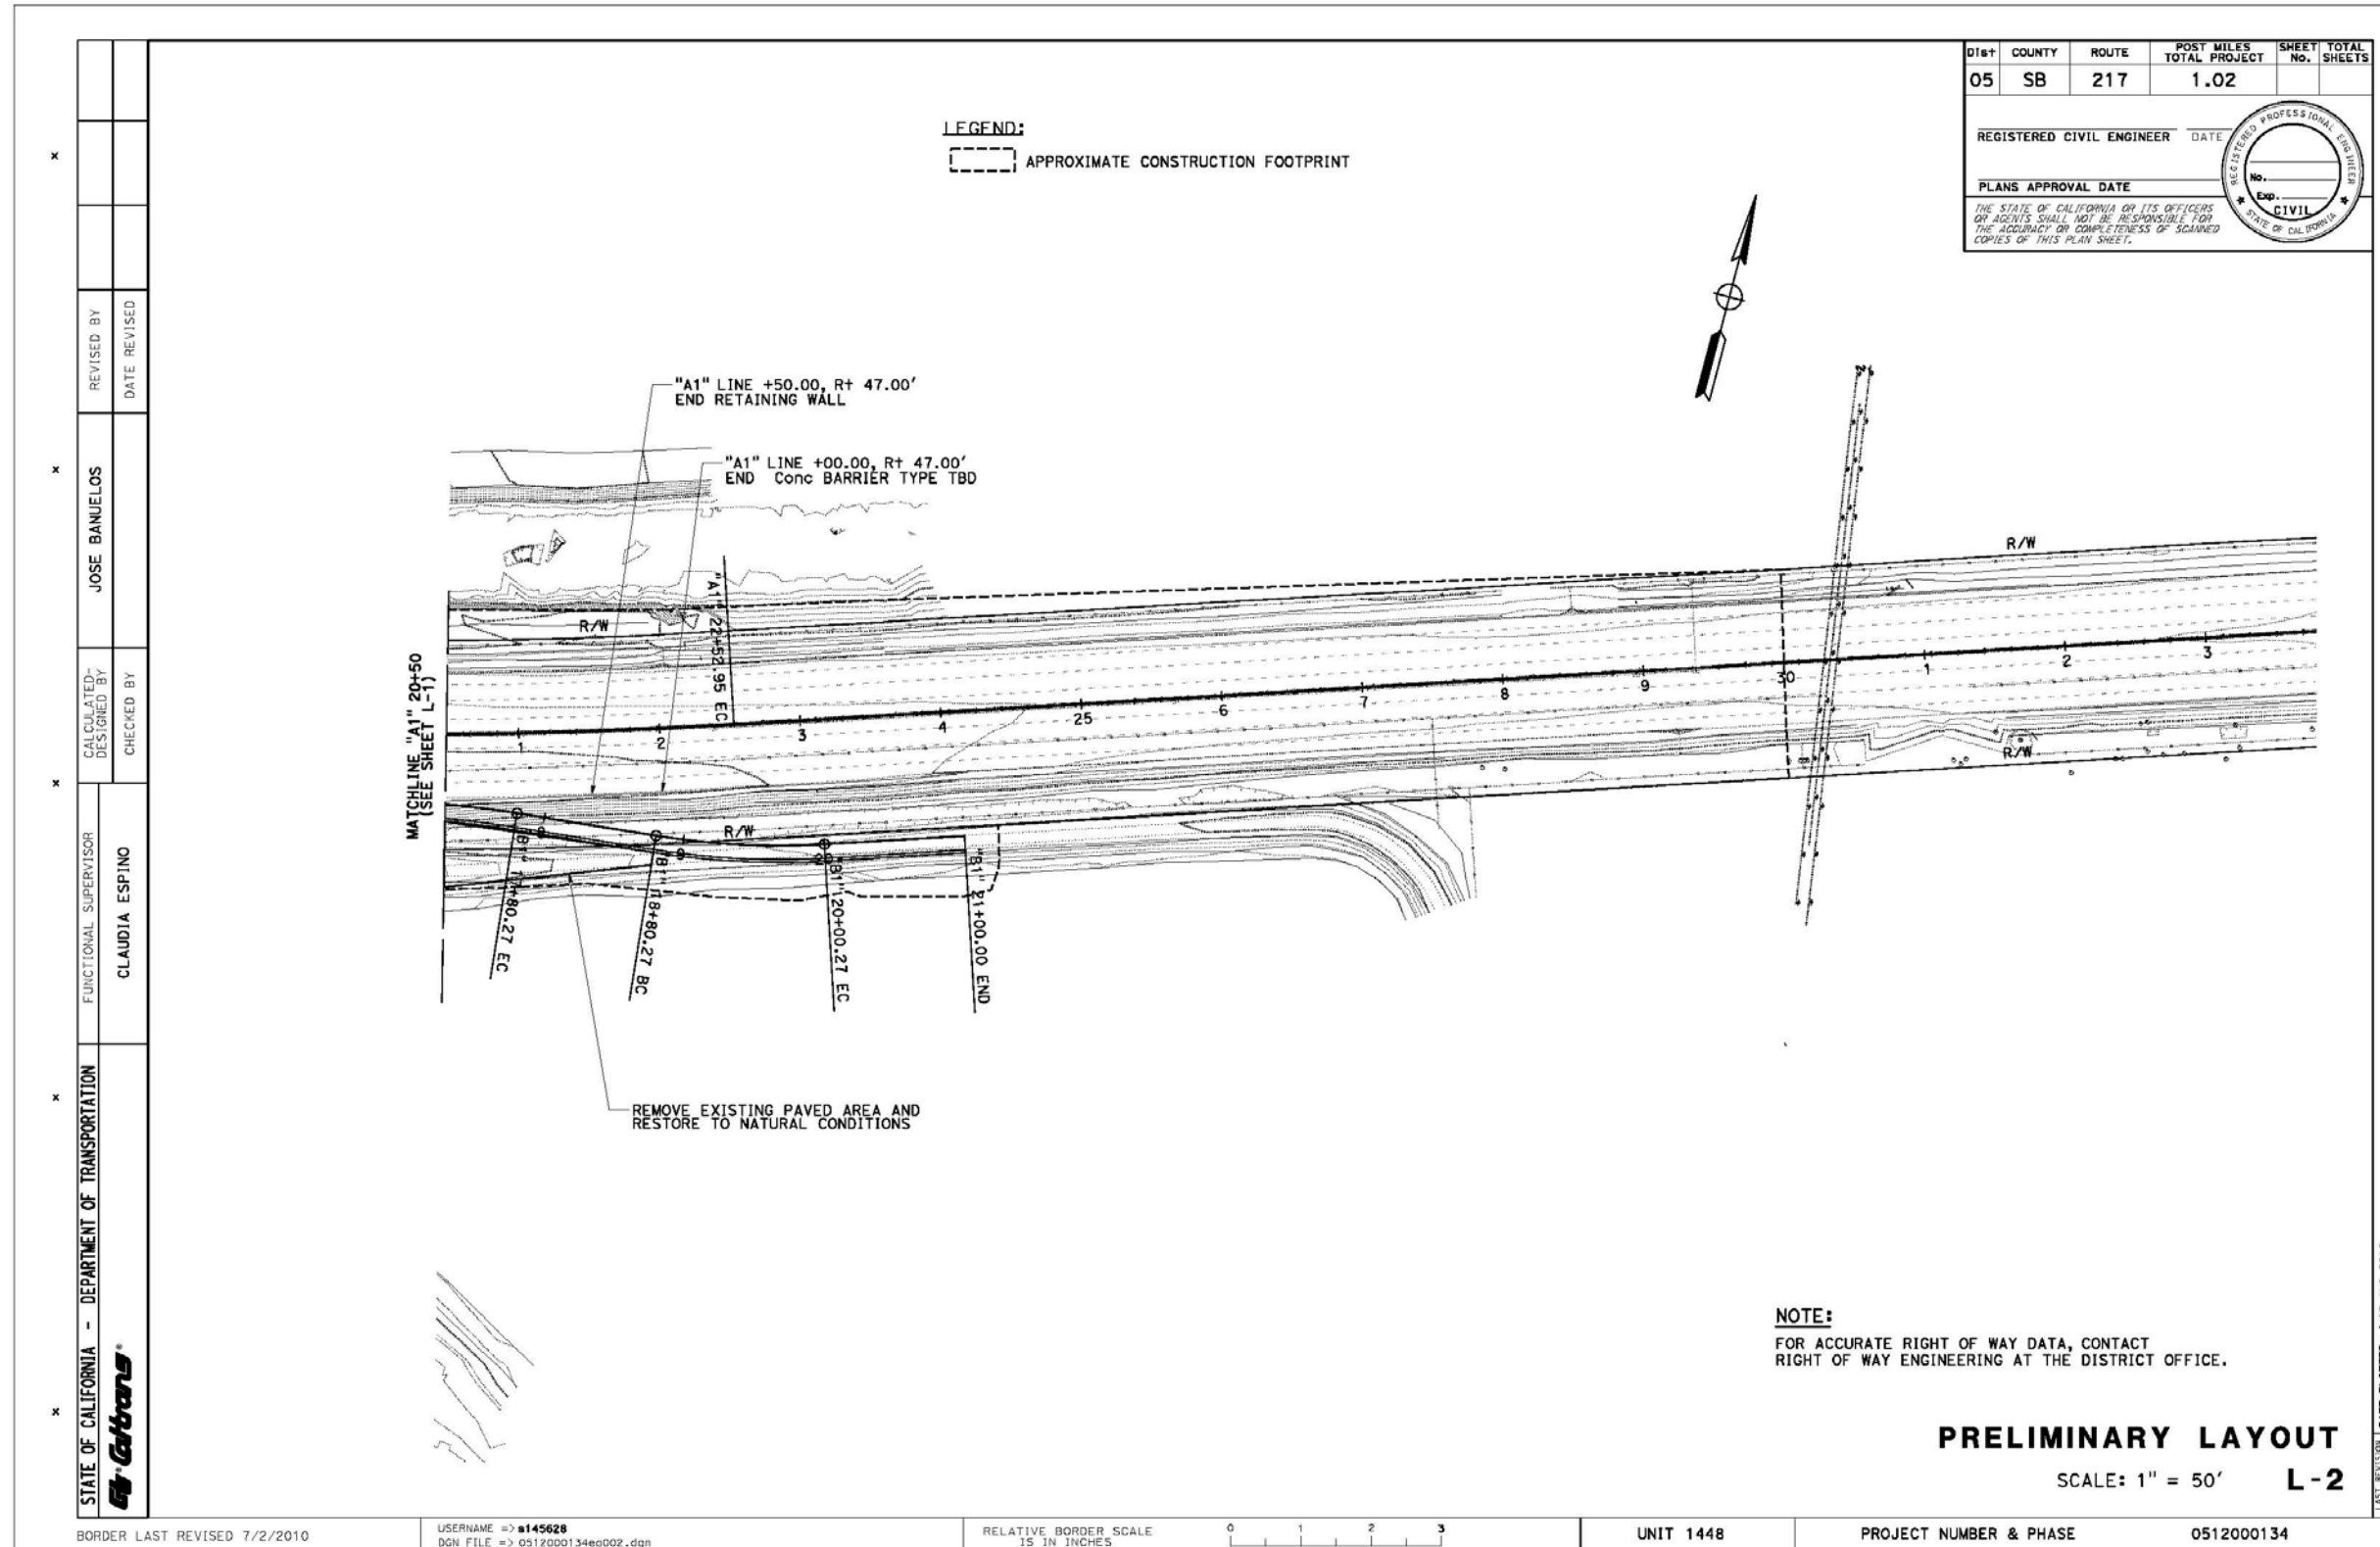 Dist COUNTY ROUTE POST MILES TOTAL PROJECT SHEET No. TOTAL SHEETS
05 SB 217 1.02
REGISTERED CIVIL ENGINEER DATE
PLANS APPROVAL DATE
THE STATE OF CALIFORNIA OR ITS OFFICERS
OR AGENTS SHALL NOT BE RESPONSIBLE FOR
THE ACCURACY OR COMPLETENESS OF SCANNED
COPIES OF THIS PLAN SHEET.
REGISTERED PROFESSIONAL ENGINEER
No.
Exp.
CIVIL
STATE OF CALIFORNIA
LEGEND:
APPROXIMATE CONSTRUCTION FOOTPRINT
"A1" LINE +50.00, Rt 47.00'
END RETAINING WALL
"A1" LINE +00.00, Rt 47.00'
END Conc BARRIER TYPE TBD
R/W
R/W
R/W
R/W
"A1" 22+52.95 EC
MATCHLINE "A1" 20+50
(SEE SHEET L-1)
1 2 3 4 25 6 7 8 9 30 1 2 3
"B1" 17+80.27 EC
"B1" 18+80.27 BC
"B1" 20+00.27 EC
"B1" 21+00.00 END
REMOVE EXISTING PAVED AREA AND
RESTORE TO NATURAL CONDITIONS
NOTE:
FOR ACCURATE RIGHT OF WAY DATA, CONTACT
RIGHT OF WAY ENGINEERING AT THE DISTRICT OFFICE.
PRELIMINARY LAYOUT
SCALE: 1" = 50'
L-2
x
x
x
x
x
REVISED BY
DATE REVISED
JOSE BANUELOS
CALCULATED-
DESIGNED BY
CHECKED BY
FUNCTIONAL SUPERVISOR
CLAUDIA ESPINO
STATE OF CALIFORNIA - DEPARTMENT OF TRANSPORTATION
Caltrans
BORDER LAST REVISED 7/2/2010
USERNAME => s145628
DGN FILE => 0512000134ea002.dgn
RELATIVE BORDER SCALE
IS IN INCHES
0 1 2 3
UNIT 1448
PROJECT NUMBER & PHASE
0512000134
LAST REVISION